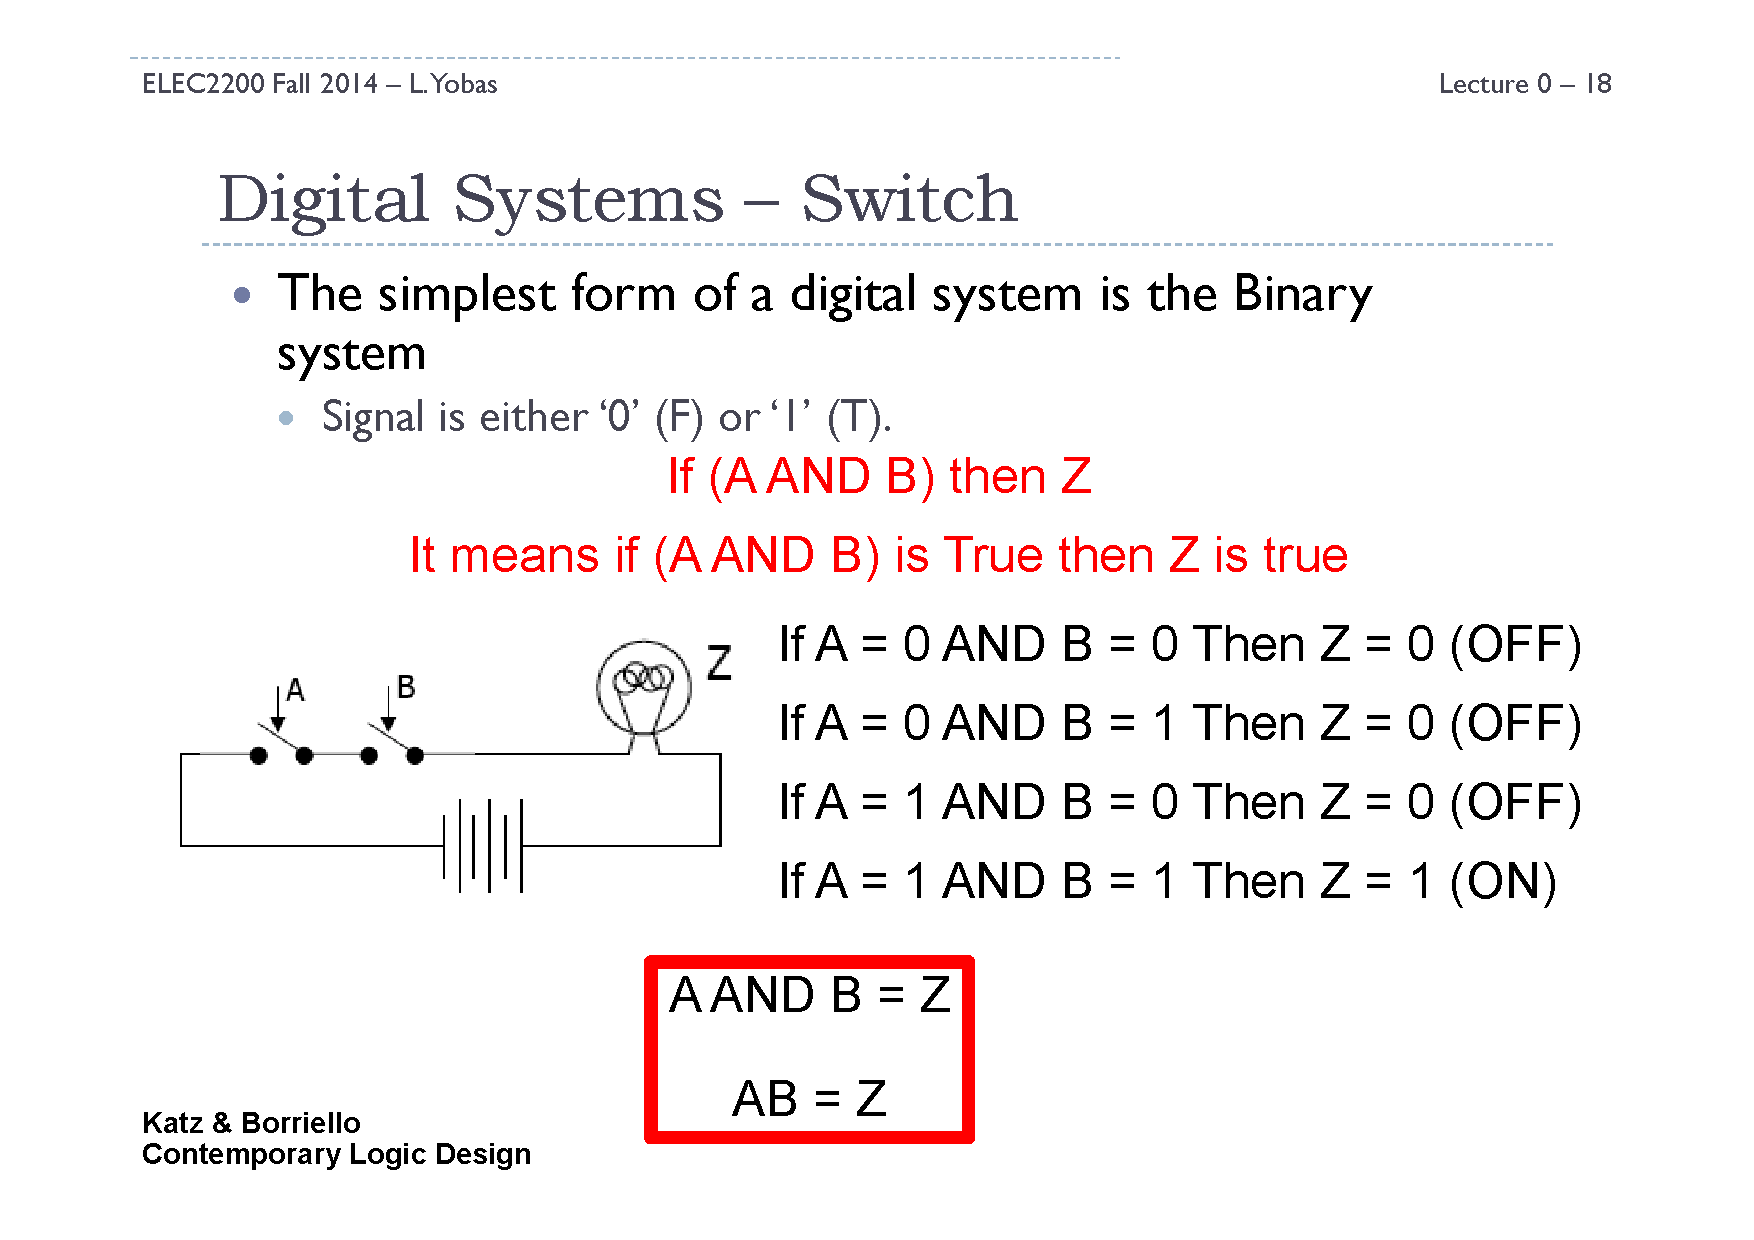 ELEC2200 Fall 2014 – L. Yobas
Lecture 0 – 18
Digital Systems – Switch
• The simplest form of a digital system is the Binary
system
• Signal is either ‘0’ (F) or ‘1’ (T).
If (A AND B) then Z
It means if (A AND B) is True then Z is true
A
B
Z
If A = 0 AND B = 0 Then Z = 0 (OFF)
If A = 0 AND B = 1 Then Z = 0 (OFF)
If A = 1 AND B = 0 Then Z = 0 (OFF)
If A = 1 AND B = 1 Then Z = 1 (ON)
A AND B = Z
AB = Z
Katz & Borriello
Contemporary Logic Design